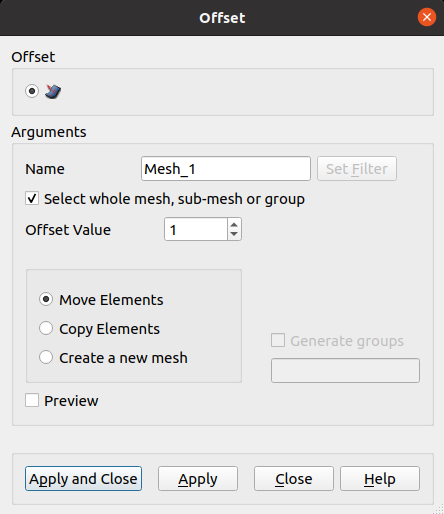 Offset
Offset
Arguments
Name Mesh_1 Set Filter
Select whole mesh, sub-mesh or group
Offset Value 1
Move Elements
Copy Elements
Generate groups
Create a new mesh
Preview
Apply and Close Apply Close Help